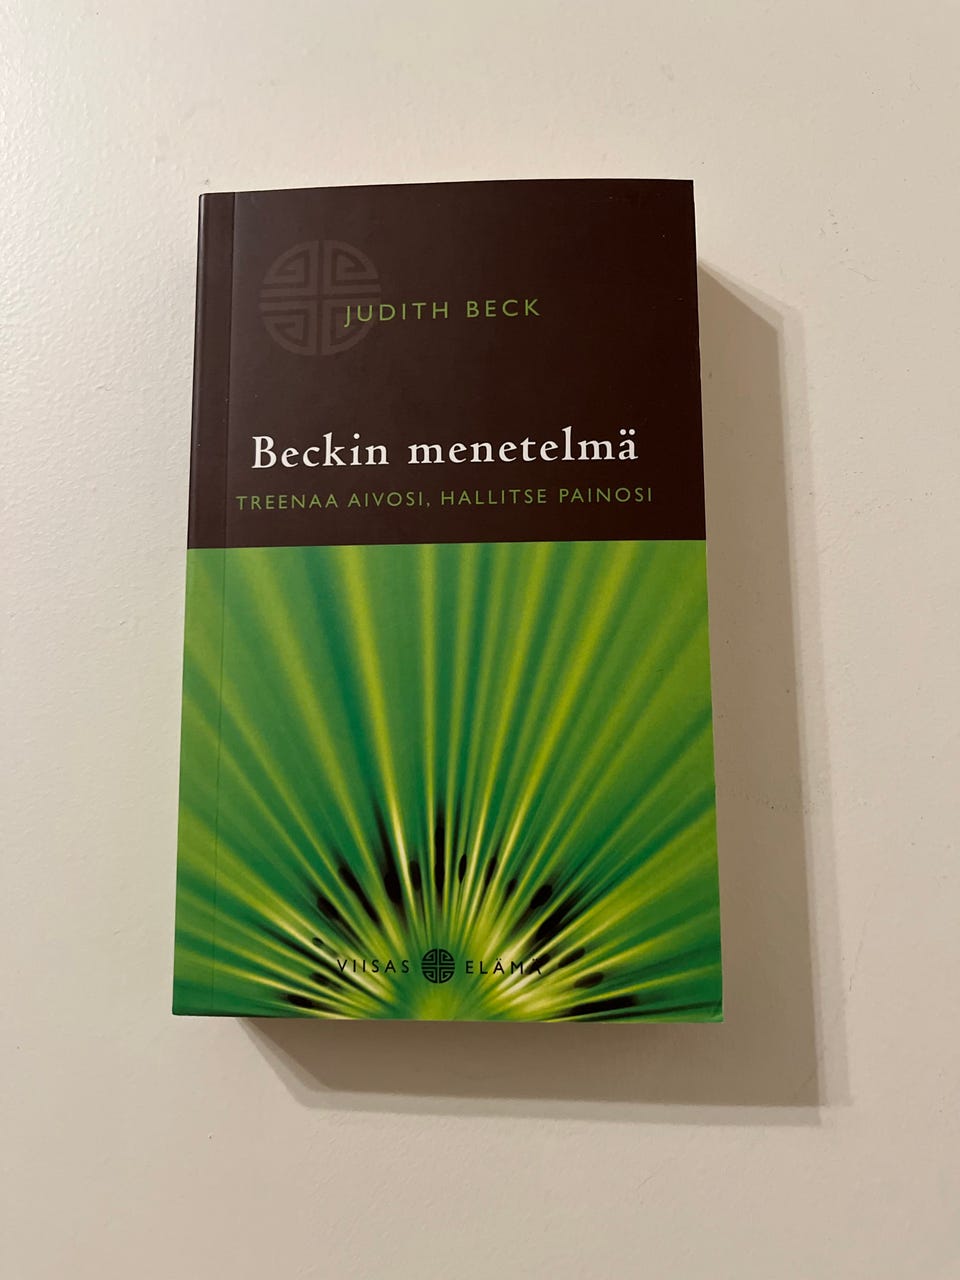 JUDITH BECK
Beckin menetelmä
TREENAA AIVOSI, HALLITSE PAINOSI
VIISAS ELÄMÄ